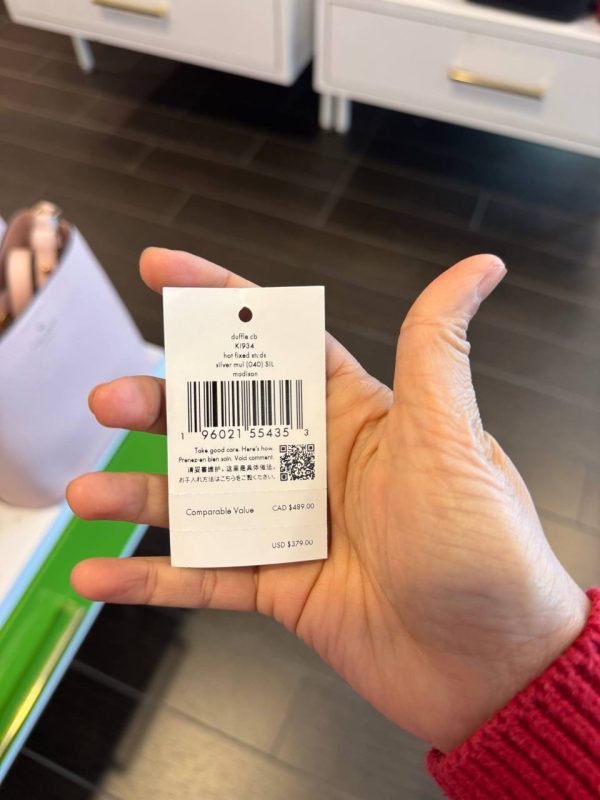 duffle cb
KI934
hot fixed studs
silver mul (040) SIL
madison
1 96021 55435 3
Take good care. Here's how.
Prenez-en bien soin. Voici comment.
请妥善维护。这里是具体做法。
お手入れ方法はこちらをご覧ください。
Comparable Value CAD $489.00
USD $379.00